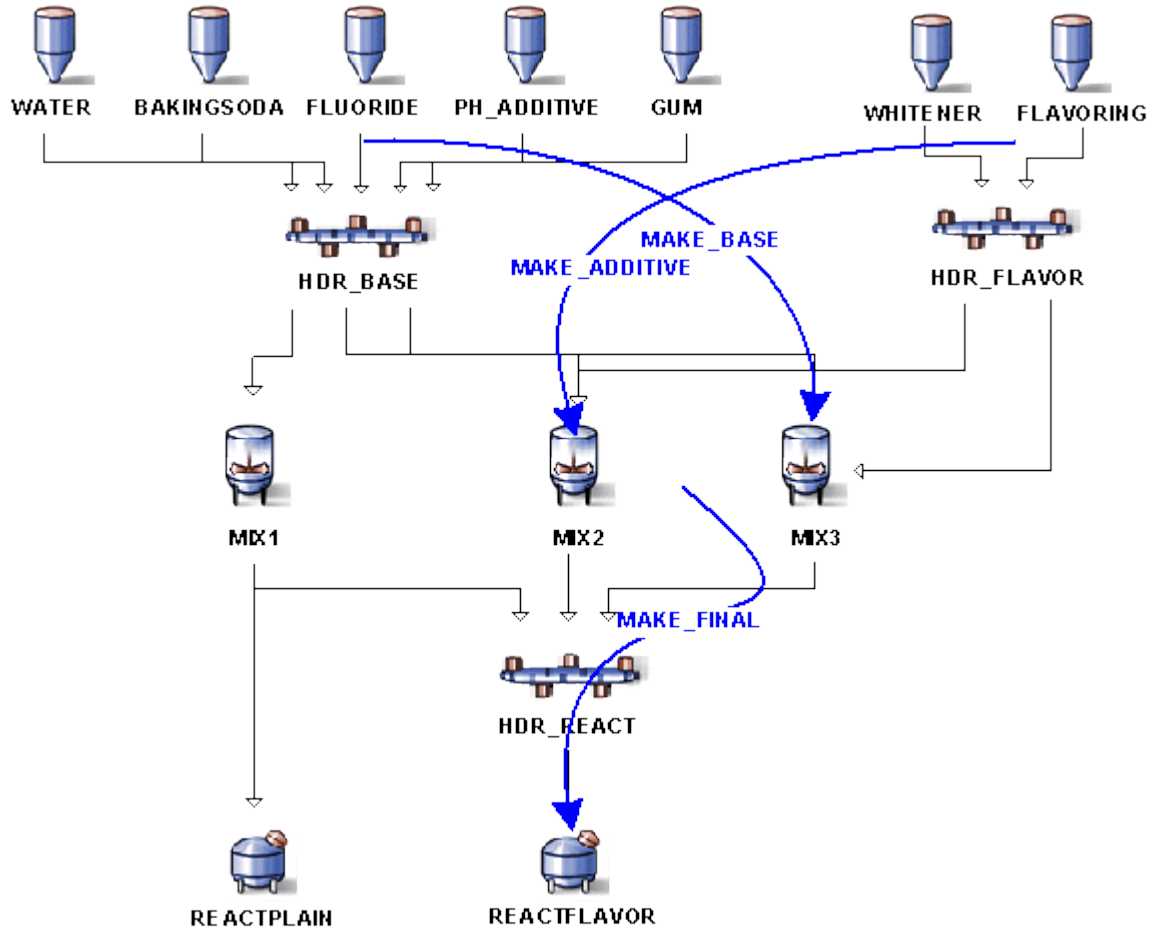 WATER
BAKINGSODA
FLUORIDE
PH_ADDITIVE
GUM
WHITENER
FLAVORING
MAKE_BASE
MAKE_ADDITIVE
HDR_BASE
HDR_FLAVOR
MIX1
MIX2
MIX3
MAKE_FINAL
HDR_REACT
REACTPLAIN
REACTFLAVOR